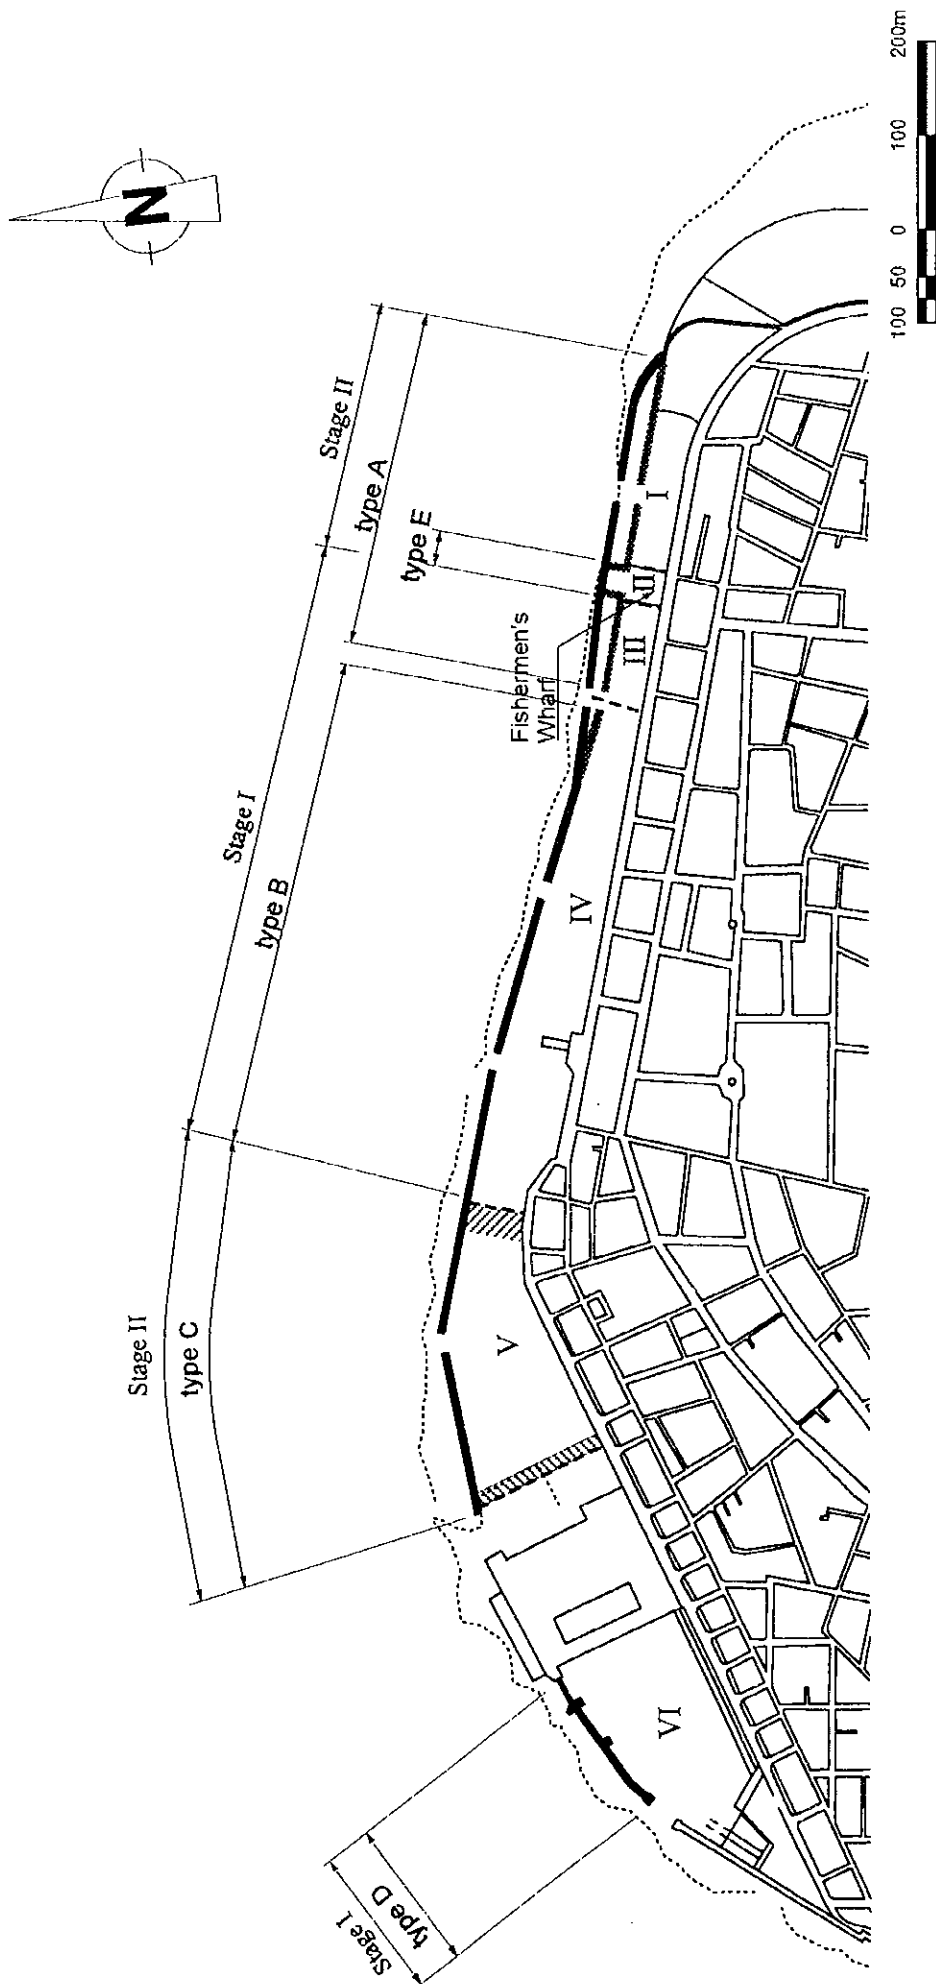 N
Stage II
type A
type E
Stage I
type B
Stage II
type C
Stage I
type D
Fishermen's
Wharf
I
II
III
IV
V
VI
100 50 0 100 200m